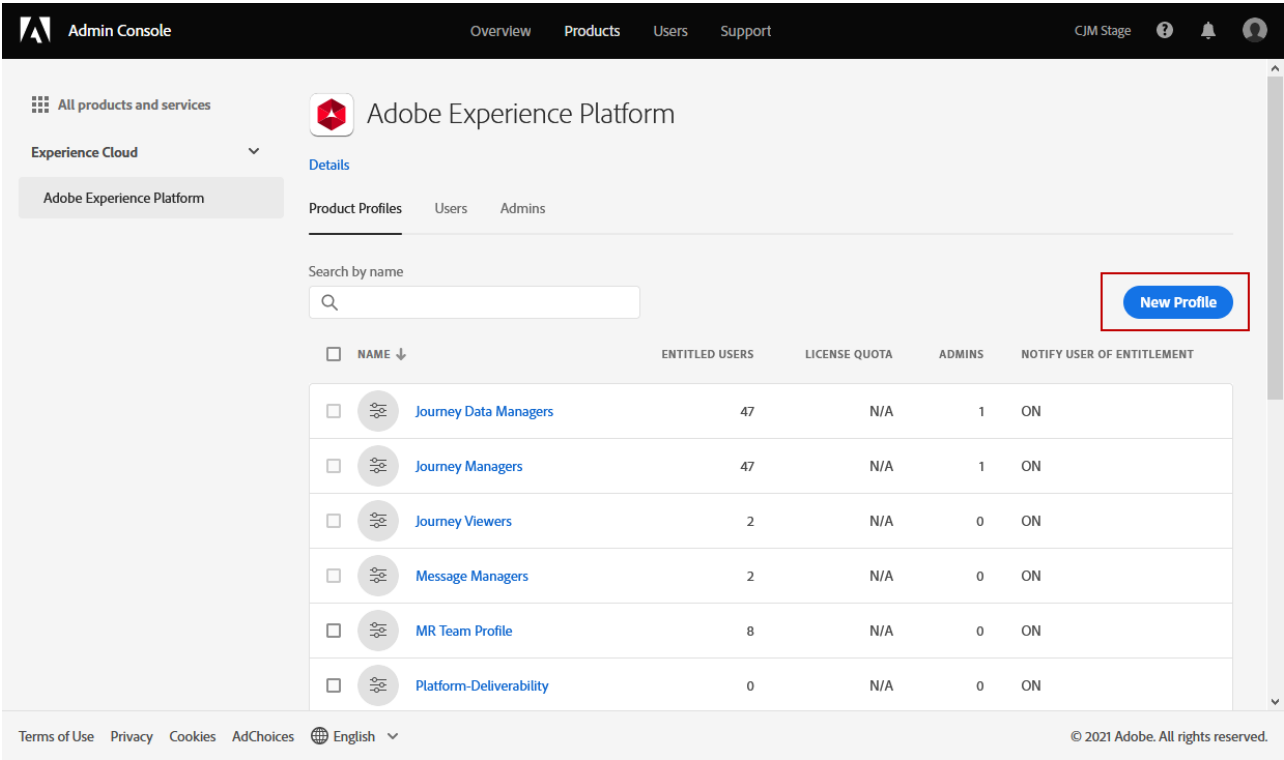 Admin Console Overview Products Users Support CJM Stage
All products and services
Experience Cloud
Adobe Experience Platform
Adobe Experience Platform
Details
Product Profiles Users Admins
Search by name
New Profile
NAME ENTITLED USERS LICENSE QUOTA ADMINS NOTIFY USER OF ENTITLEMENT
Journey Data Managers 47 N/A 1 ON
Journey Managers 47 N/A 1 ON
Journey Viewers 2 N/A 0 ON
Message Managers 2 N/A 0 ON
MR Team Profile 8 N/A 0 ON
Platform-Deliverability 0 N/A 0 ON
Terms of Use Privacy Cookies AdChoices English © 2021 Adobe. All rights reserved.